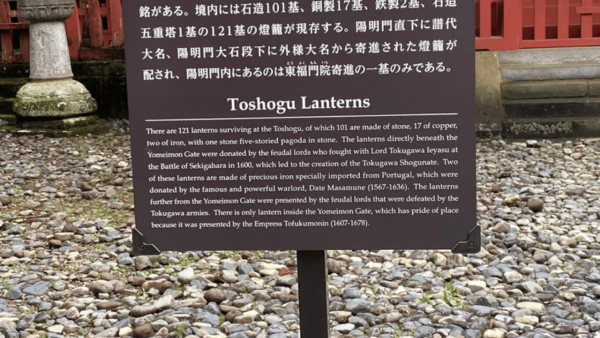 銘がある。境内には石造101基、銅製17基、鉄製2基、石造
五重塔1基の121基の燈籠が現存する。陽明門直下に譜代
大名、陽明門大石段下に外様大名から寄進された燈籠が
配され、陽明門内にあるのは東福門院寄進の一基のみである。
Toshogu Lanterns
There are 121 lanterns surviving at the Toshogu, of which 101 are made of stone, 17 of copper,
two of iron, with one stone five-storied pagoda in stone. The lanterns directly beneath the
Yomeimon Gate were donated by the feudal lords who fought with Lord Tokugawa Ieyasu at
the Battle of Sekigahara in 1600, which led to the creation of the Tokugawa Shogunate. Two
of these lanterns are made of precious iron specially imported from Portugal, which were
donated by the famous and powerful warlord, Date Masamune (1567-1636). The lanterns
further from the Yomeimon Gate were presented by the feudal lords that were defeated by the
Tokugawa armies. There is only lantern inside the Yomeimon Gate, which has pride of place
because it was presented by the Empress Tofukumonin (1607-1678).